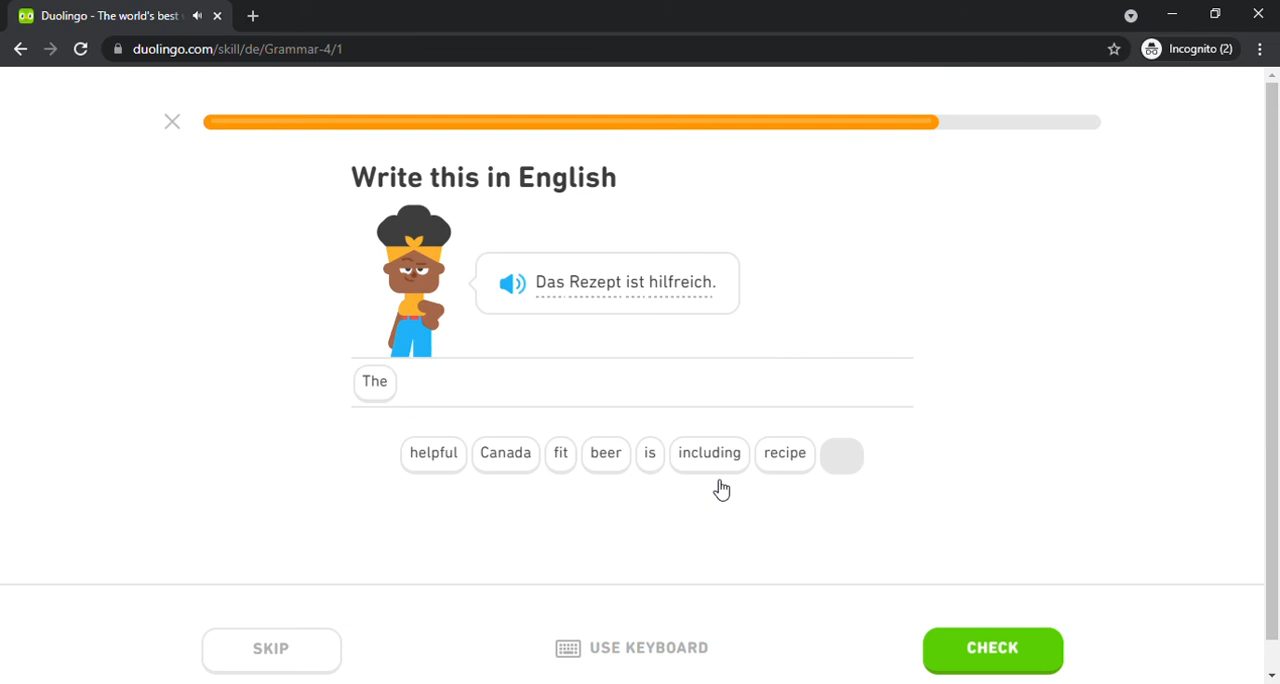 Duolingo - The world's best
duolingo.com/skill/de/Grammar-4/1
Incognito (2)
Write this in English
Das Rezept ist hilfreich.
The
helpful Canada fit beer is including recipe
SKIP USE KEYBOARD CHECK